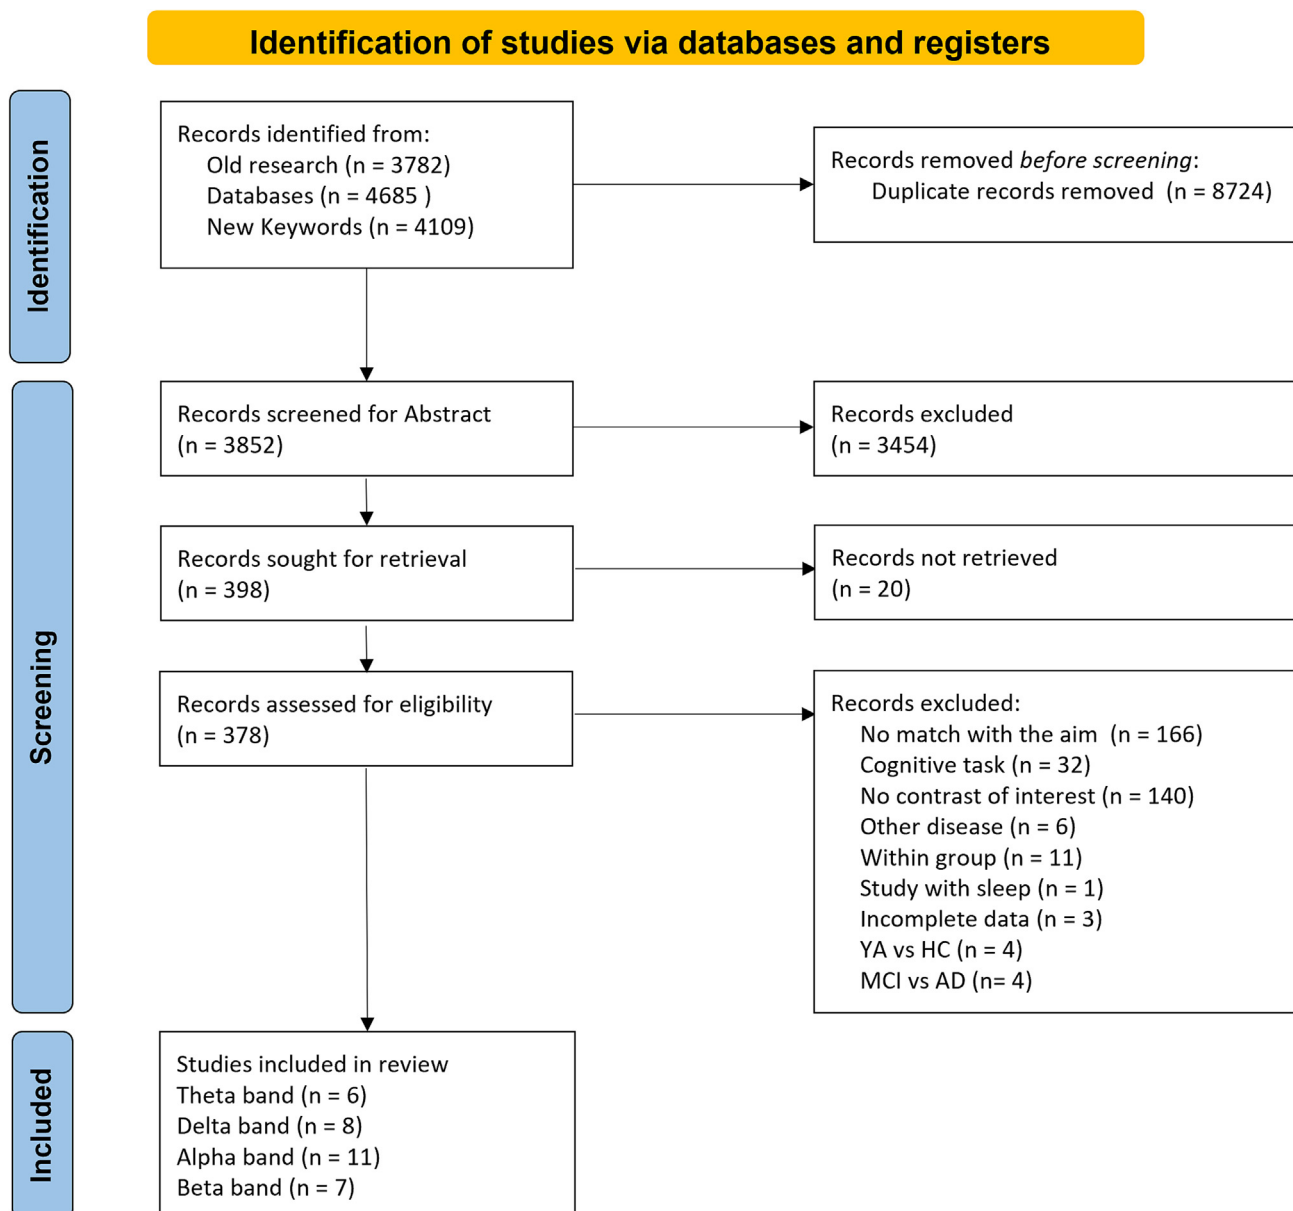 Identification of studies via databases and registers
Identification
Records identified from:
Old research (n = 3782)
Databases (n = 4685 )
New Keywords (n = 4109)
Records removed before screening:
Duplicate records removed (n = 8724)
Screening
Records screened for Abstract
(n = 3852)
Records excluded
(n = 3454)
Records sought for retrieval
(n = 398)
Records not retrieved
(n = 20)
Records assessed for eligibility
(n = 378)
Records excluded:
No match with the aim (n = 166)
Cognitive task (n = 32)
No contrast of interest (n = 140)
Other disease (n = 6)
Within group (n = 11)
Study with sleep (n = 1)
Incomplete data (n = 3)
YA vs HC (n = 4)
MCI vs AD (n= 4)
Included
Studies included in review
Theta band (n = 6)
Delta band (n = 8)
Alpha band (n = 11)
Beta band (n = 7)